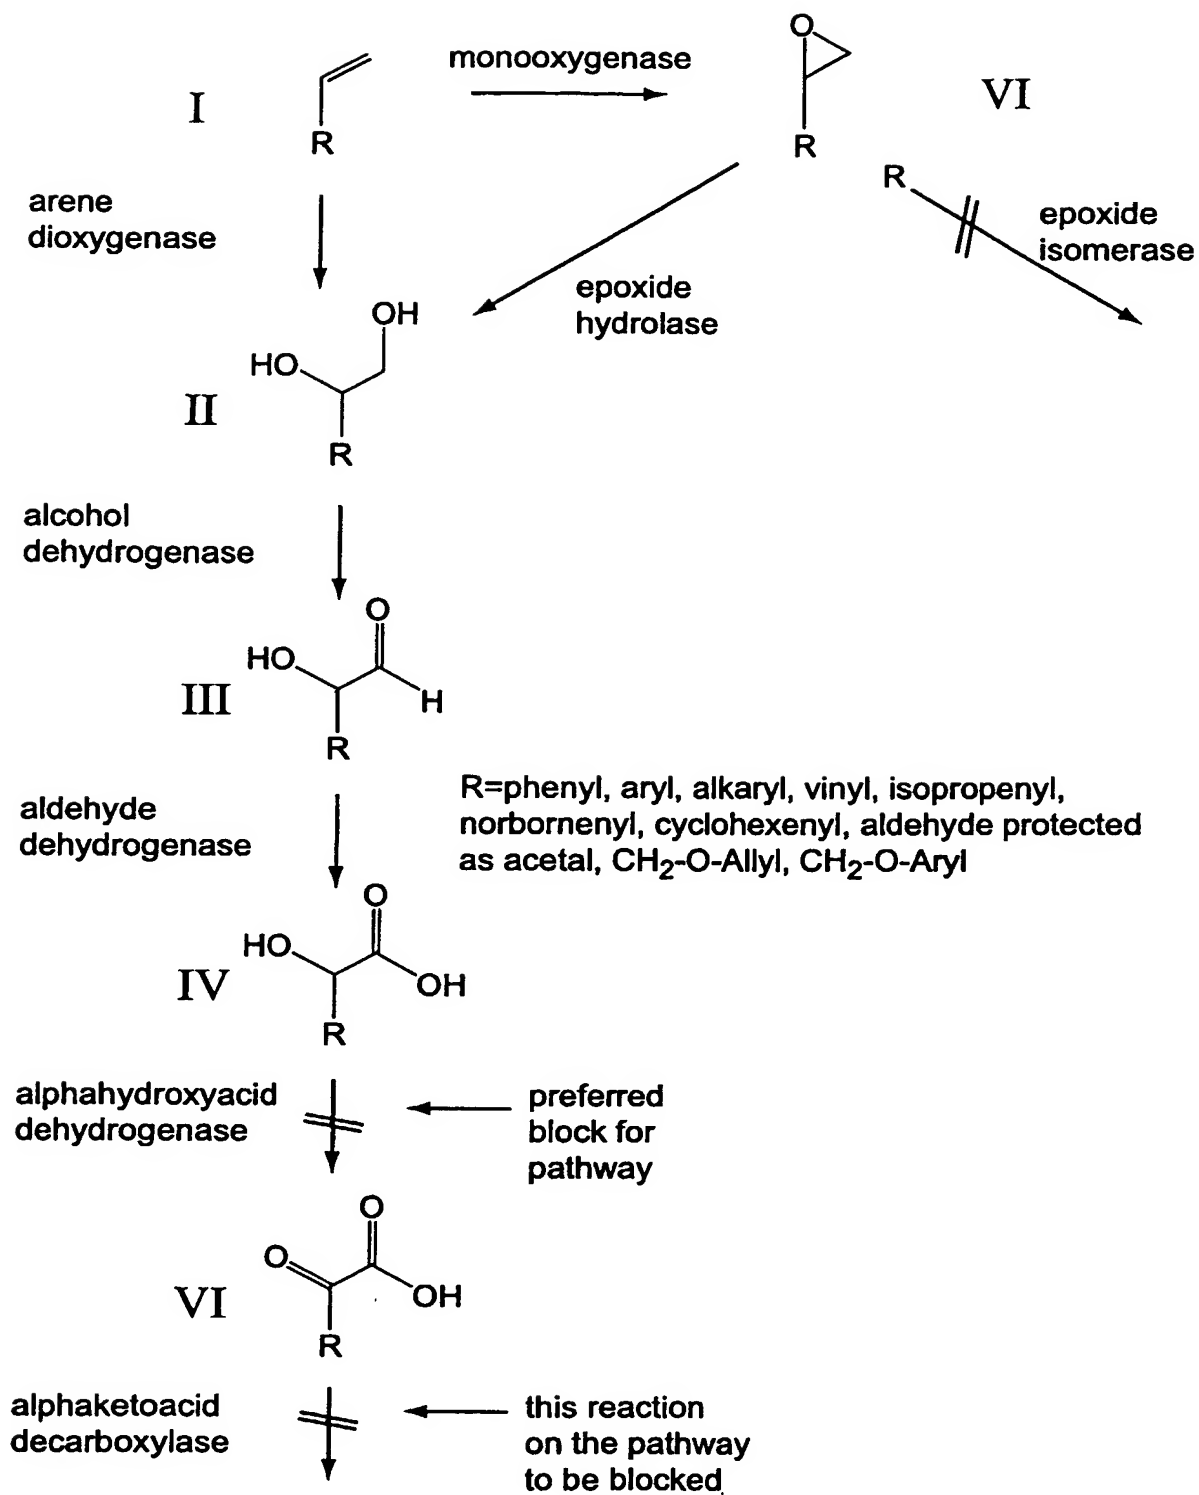 monooxygenase
I
O
VI
R
R
R
arene
dioxygenase
epoxide
isomerase
epoxide
hydrolase
OH
HO
II
R
alcohol
dehydrogenase
O
HO
III
H
R
aldehyde
dehydrogenase
R=phenyl, aryl, alkaryl, vinyl, isopropenyl,
norbornenyl, cyclohexenyl, aldehyde protected
as acetal, CH2-O-Allyl, CH2-O-Aryl
O
HO
IV
OH
R
alphahydroxyacid
dehydrogenase
preferred
block for
pathway
O
O
VI
OH
R
alphaketoacid
decarboxylase
this reaction
on the pathway
to be blocked